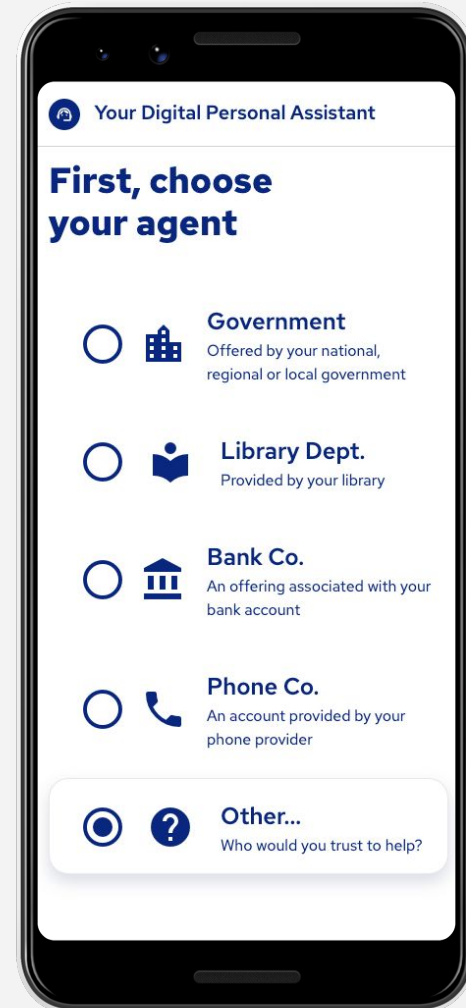 Your Digital Personal Assistant
First, choose
your agent
Government
Offered by your national,
regional or local government
Library Dept.
Provided by your library
Bank Co.
An offering associated with your
bank account
Phone Co.
An account provided by your
phone provider
?
Other...
Who would you trust to help?